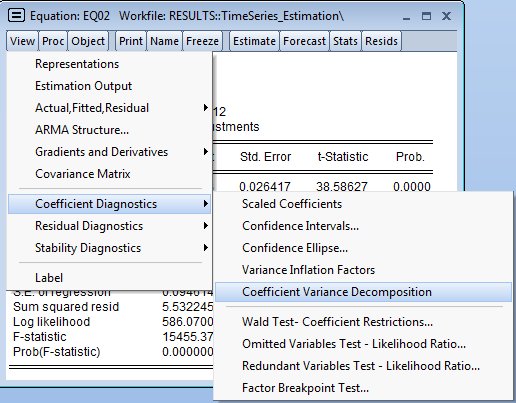 Equation: EQ02 Workfile: RESULTS::TimeSeries_Estimation\
View Proc Object Print Name Freeze Estimate Forecast Stats Resids
Representations
Estimation Output
Actual,Fitted,Residual
ARMA Structure...
Gradients and Derivatives
Covariance Matrix
Coefficient Diagnostics
Residual Diagnostics
Stability Diagnostics
Label
12
ustments
Std. Error t-Statistic Prob.
0.026417 38.58627 0.0000
Scaled Coefficients
Confidence Intervals...
Confidence Ellipse...
Variance Inflation Factors
Coefficient Variance Decomposition
Wald Test- Coefficient Restrictions...
Omitted Variables Test - Likelihood Ratio...
Redundant Variables Test - Likelihood Ratio...
Factor Breakpoint Test...
S.E. of regression 0.094614
Sum squared resid 5.532245
Log likelihood 586.0700
F-statistic 15455.37
Prob(F-statistic) 0.000000